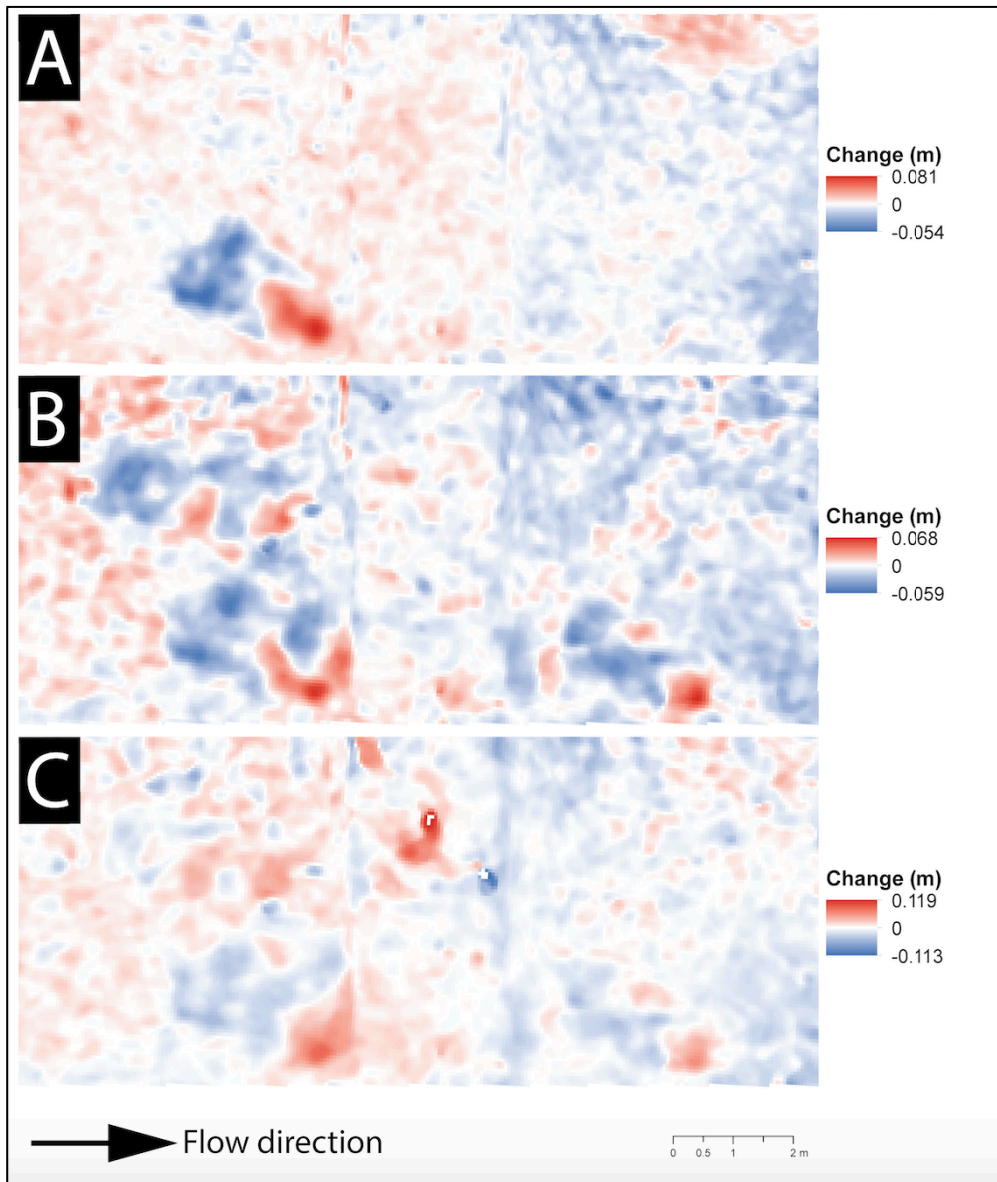 A
Change (m)
0.081
0
-0.054
B
Change (m)
0.068
0
-0.059
C
Change (m)
0.119
0
-0.113
Flow direction
0 0.5 1 2 m